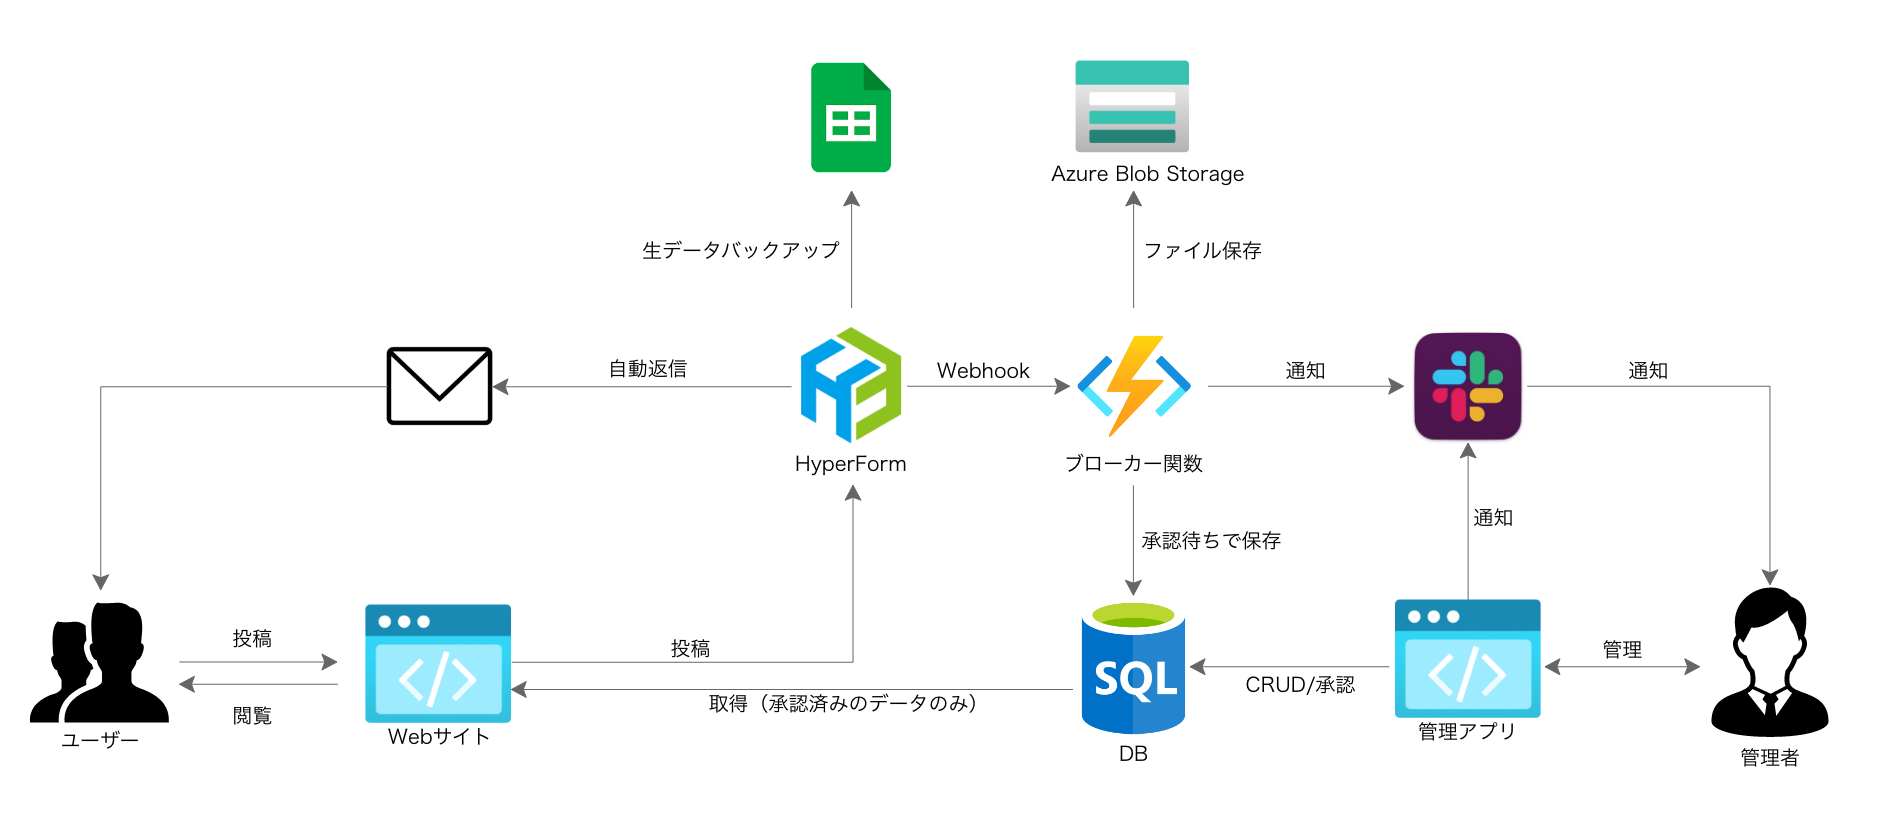 Azure Blob Storage
生データバックアップ
ファイル保存
自動返信
Webhook
通知
通知
HyperForm
ブローカー関数
通知
承認待ちで保存
投稿
投稿
管理
SQL
CRUD/承認
取得（承認済みのデータのみ）
閲覧
ユーザー
Webサイト
管理アプリ
DB
管理者